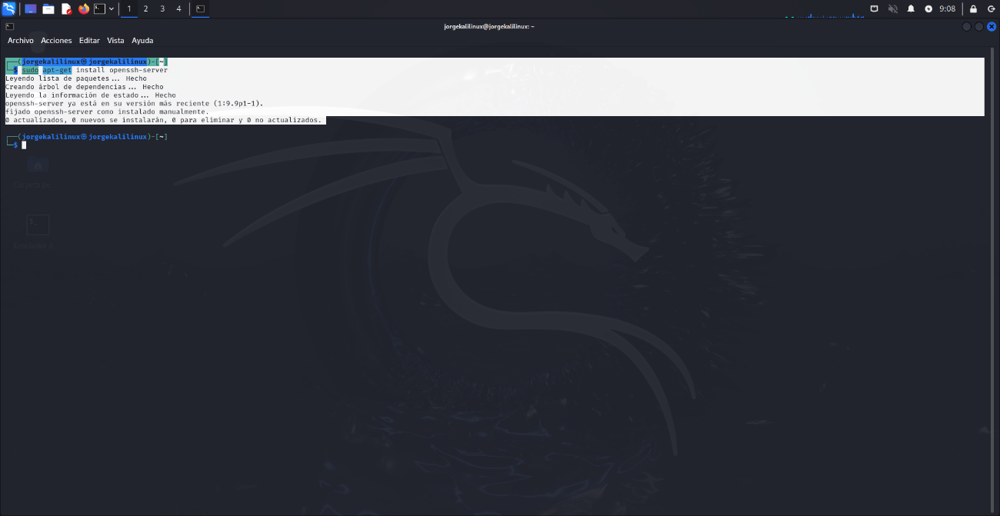 1 2 3 4
9:08
jorgekalilinux@jorgekalilinux: ~
Archivo Acciones Editar Vista Ayuda
┌──(jorgekalilinux㉿jorgekalilinux)-[~]
└─$ sudo apt-get install openssh-server
Leyendo lista de paquetes... Hecho
Creando árbol de dependencias... Hecho
Leyendo la información de estado... Hecho
openssh-server ya está en su versión más reciente (1:9.9p1-1).
fijado openssh-server como instalado manualmente.
0 actualizados, 0 nuevos se instalarán, 0 para eliminar y 0 no actualizados.
┌──(jorgekalilinux㉿jorgekalilinux)-[~]
└─$
Carpeta pe...